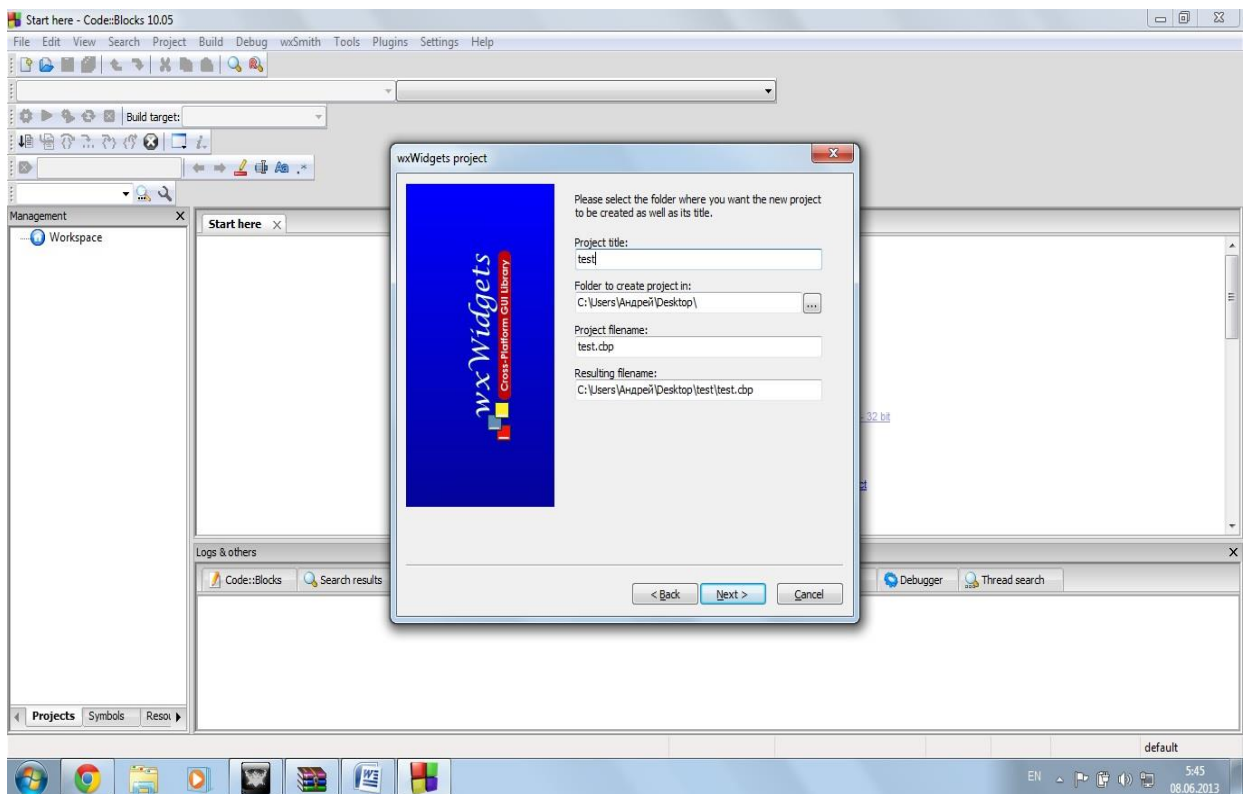 Start here - Code::Blocks 10.05
File Edit View Search Project Build Debug wxSmith Tools Plugins Settings Help
Build target:
Management
Workspace
Start here
wxWidgets project
wxWidgets
Cross-Platform GUI Library
Please select the folder where you want the new project
to be created as well as its title.
Project title:
test
Folder to create project in:
C:\Users\Андрей\Desktop\
...
Project filename:
test.cbp
Resulting filename:
C:\Users\Андрей\Desktop\test\test.cbp
< Back Next > Cancel
- 32 bit
Logs & others
Code::Blocks Search results Debugger Thread search
Projects Symbols Resou
default
EN 5:45
08.06.2013